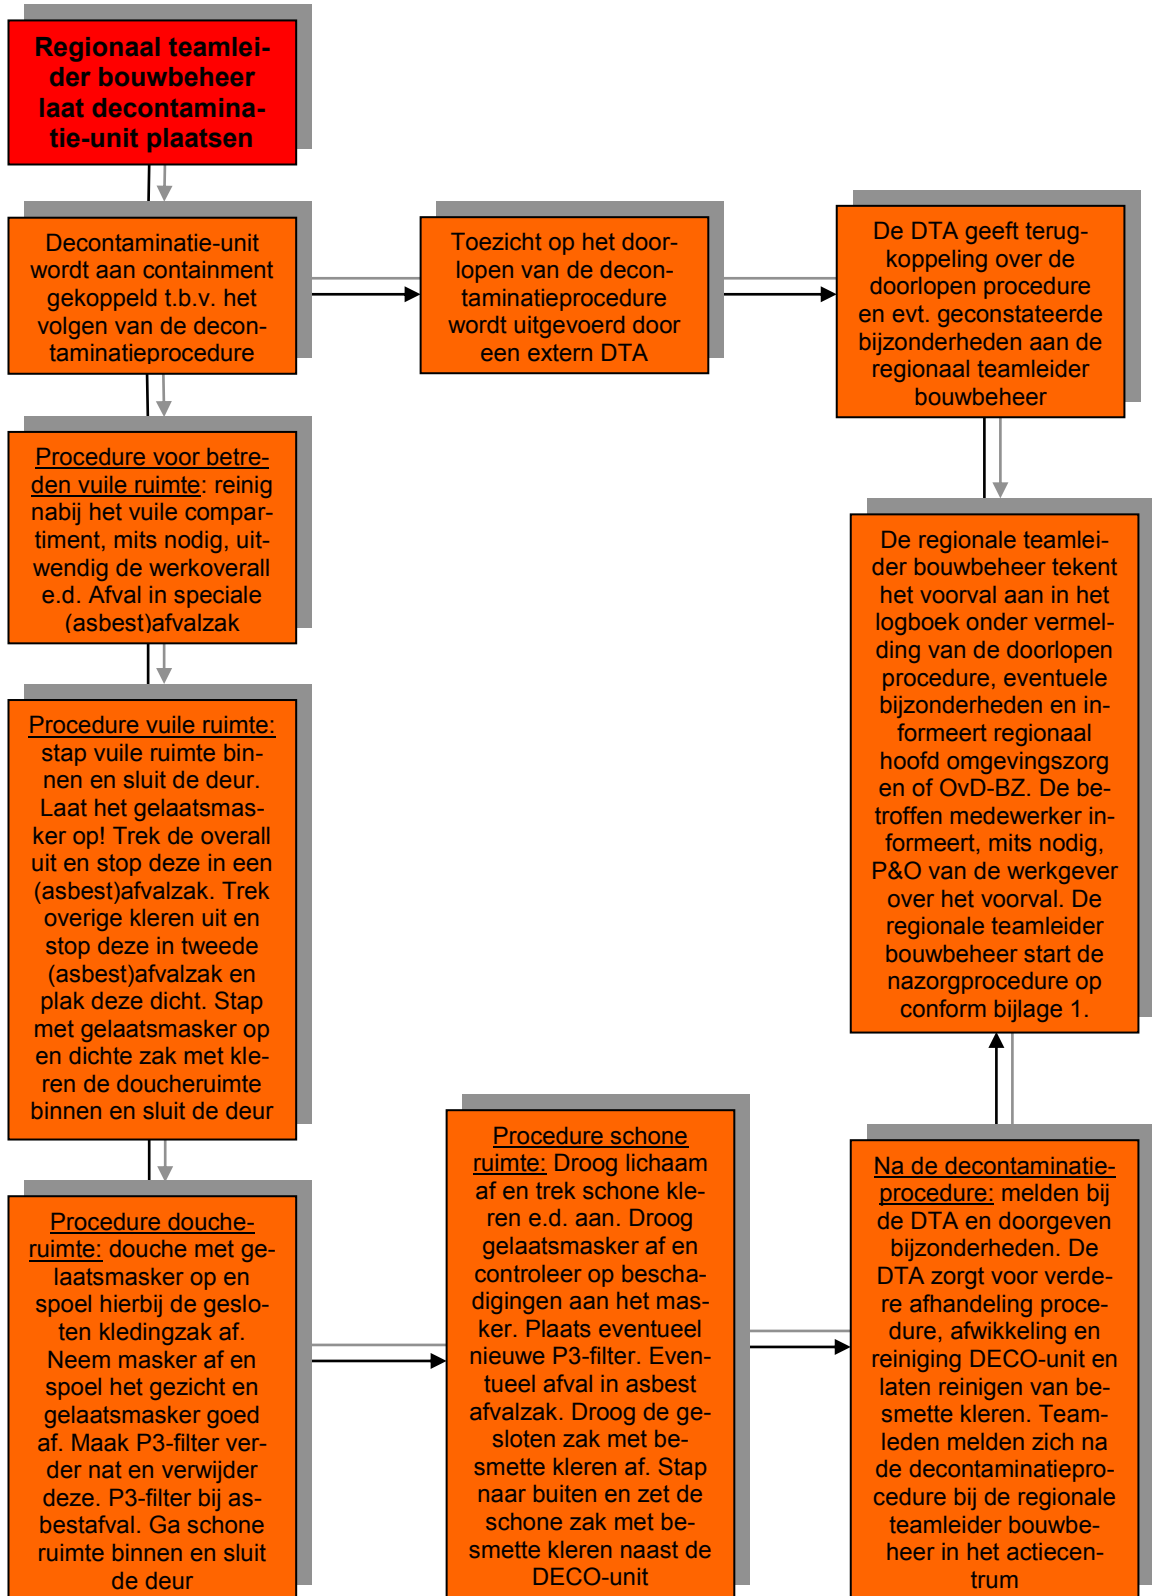 Regionaal teamlei-
der bouwbeheer
laat decontamina-
tie-unit plaatsen
Decontaminatie-unit
wordt aan containment
gekoppeld t.b.v. het
volgen van de decon-
taminatieprocedure
Toezicht op het door-
lopen van de decon-
taminatieprocedure
wordt uitgevoerd door
een extern DTA
De DTA geeft terug-
koppeling over de
doorlopen procedure
en evt. geconstateerde
bijzonderheden aan de
regionaal teamleider
bouwbeheer
Procedure voor betre-
den vuile ruimte: reinig
nabij het vuile compar-
timent, mits nodig, uit-
wendig de werkoverall
e.d. Afval in speciale
(asbest)afvalzak
Procedure vuile ruimte:
stap vuile ruimte bin-
nen en sluit de deur.
Laat het gelaatsmas-
ker op! Trek de overall
uit en stop deze in een
(asbest)afvalzak. Trek
overige kleren uit en
stop deze in tweede
(asbest)afvalzak en
plak deze dicht. Stap
met gelaatsmasker op
en dichte zak met kle-
ren de doucheruimte
binnen en sluit de deur
Procedure douche-
ruimte: douche met ge-
laatsmasker op en
spoel hierbij de geslo-
ten kledingzak af.
Neem masker af en
spoel het gezicht en
gelaatsmasker goed
af. Maak P3-filter ver-
der nat en verwijder
deze. P3-filter bij as-
bestafval. Ga schone
ruimte binnen en sluit
de deur
Procedure schone
ruimte: Droog lichaam
af en trek schone kle-
ren e.d. aan. Droog
gelaatsmasker af en
controleer op bescha-
digingen aan het mas-
ker. Plaats eventueel
nieuwe P3-filter. Even-
tueel afval in asbest
afvalzak. Droog de ge-
sloten zak met be-
smette kleren af. Stap
naar buiten en zet de
schone zak met be-
smette kleren naast de
DECO-unit
Na de decontaminatie-
procedure: melden bij
de DTA en doorgeven
bijzonderheden. De
DTA zorgt voor verde-
re afhandeling proce-
dure, afwikkeling en
reiniging DECO-unit en
laten reinigen van be-
smette kleren. Team-
leden melden zich na
de decontaminatiepro-
cedure bij de regionale
teamleider bouwbe-
heer in het actiecen-
trum
De regionale teamlei-
der bouwbeheer tekent
het voorval aan in het
logboek onder vermel-
ding van de doorlopen
procedure, eventuele
bijzonderheden en in-
formeert regionaal
hoofd omgevingszorg
en of OvD-BZ. De be-
troffen medewerker in-
formeert, mits nodig,
P&O van de werkgever
over het voorval. De
regionale teamleider
bouwbeheer start de
nazorgprocedure op
conform bijlage 1.